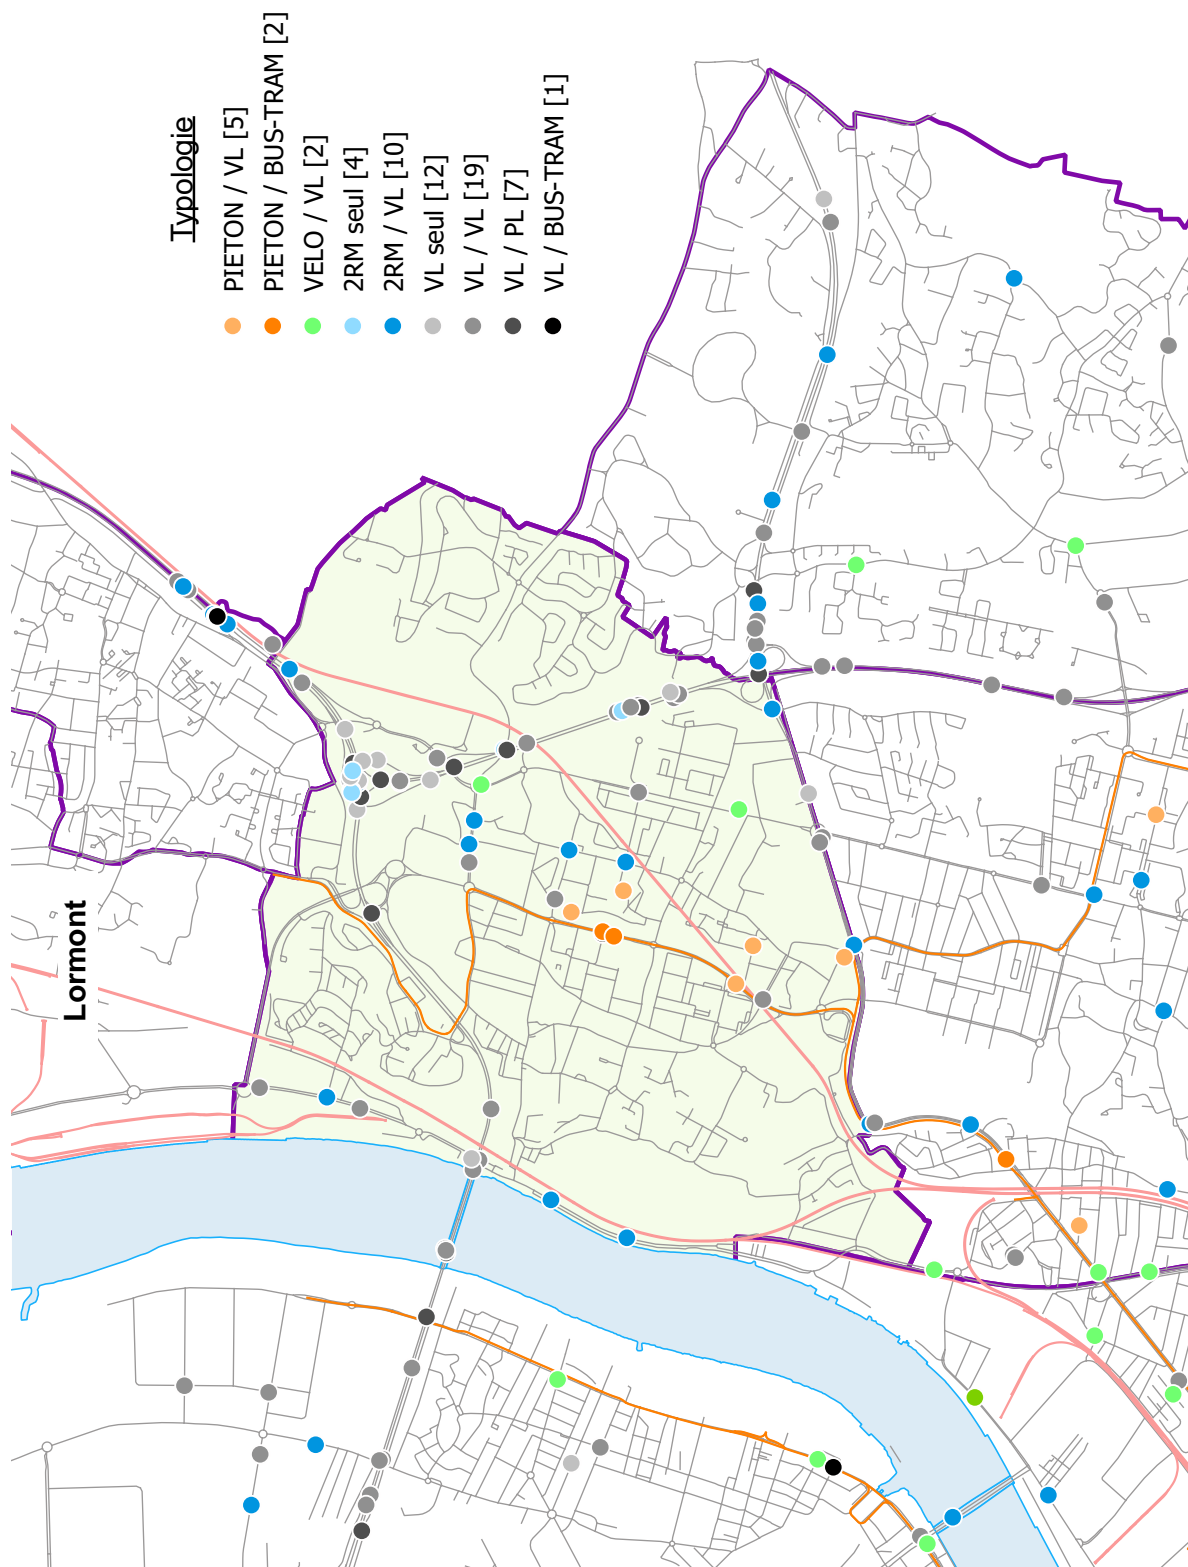 Typologie
PIETON / VL [5]
PIETON / BUS-TRAM [2]
VELO / VL [2]
2RM seul [4]
2RM / VL [10]
VL seul [12]
VL / VL [19]
VL / PL [7]
VL / BUS-TRAM [1]
Lormont